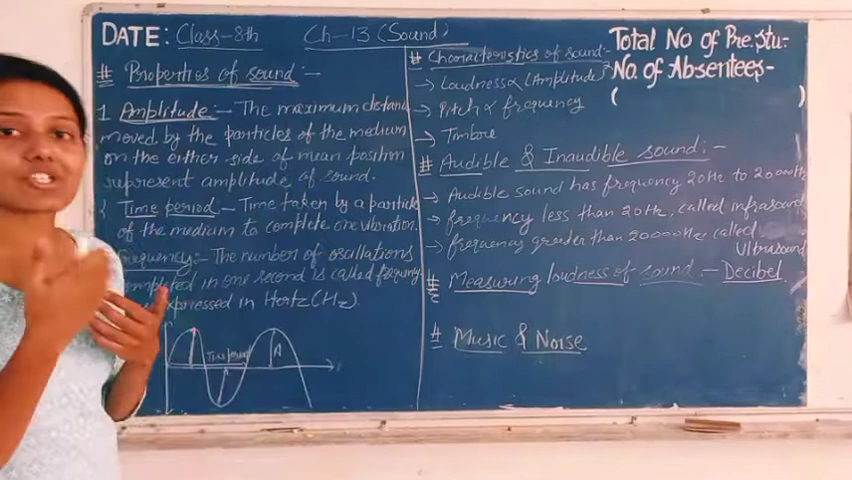 DATE: Class-8th Ch-13 (Sound)
# Properties of sound :-
1 Amplitude:- The maximum distan
moved by the particles of the medium
on the either side of mean position
represent amplitude of sound.
2 Time period - Time taken by a particle
of the medium to complete one vibration.
frequency:- The number of oscillations
completed in one second is called frequency
expressed in Hertz (Hz).
Time period
A
# Characteristics of sound:-
→ Loudness ∝ (Amplitude)²
→ Pitch ∝ frequency
→ Timbre
# Audible & Inaudible sound:-
→ Audible sound has frequency 20Hz to 20000Hz
→ frequency less than 20Hz, called infrasound
→ frequency greater than 20000Hz called
Ultrasound
# Measuring loudness of sound - Decibel
# Music & Noise
Total No of Pre.Stu:-
No. of Absentees-
( )